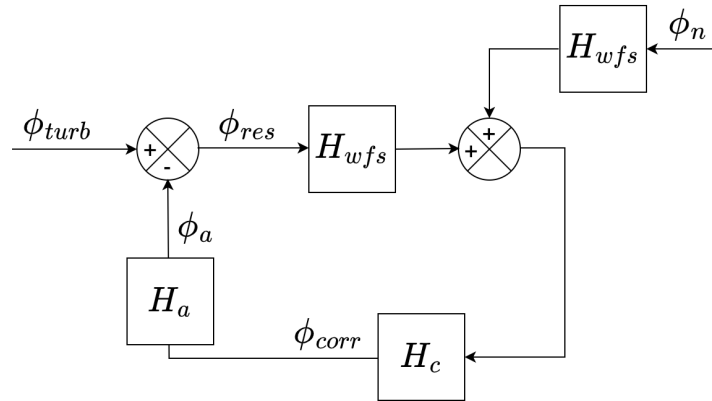 H_wfs
ϕ_n
ϕ_turb
+
-
ϕ_res
H_wfs
+
+
ϕ_a
H_a
ϕ_corr
H_c